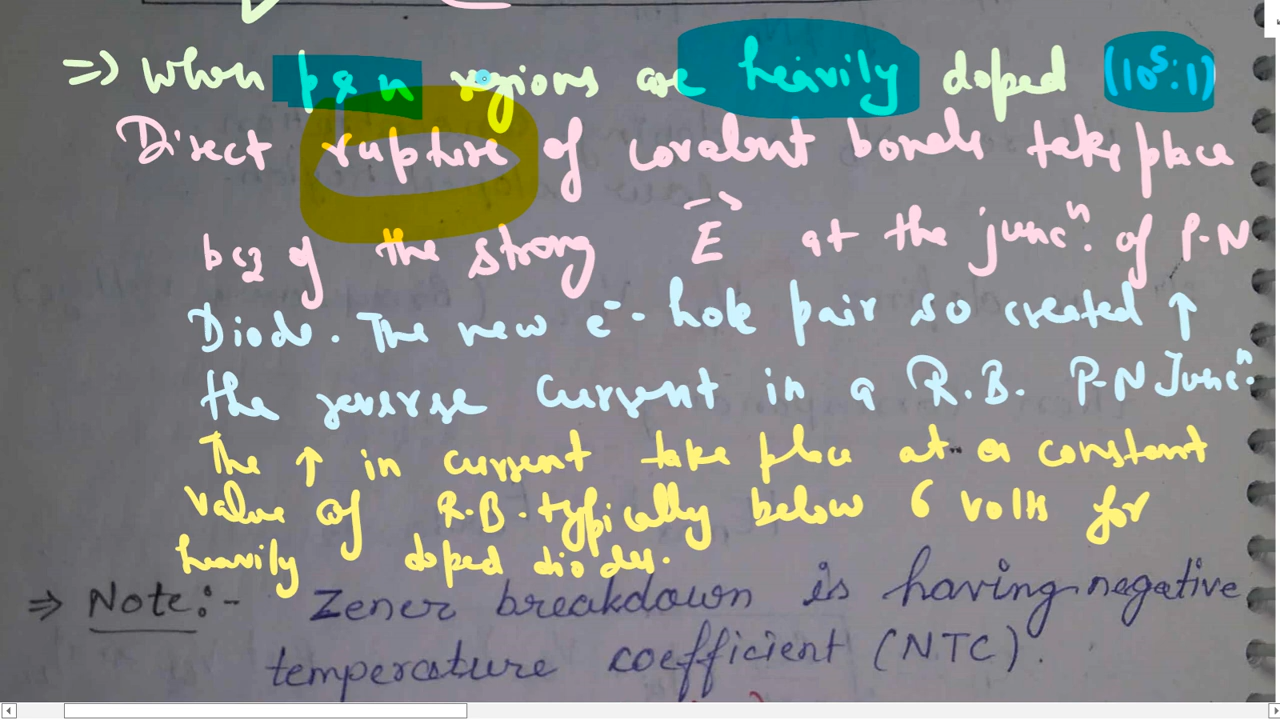 => When p & n regions are heavily doped (10⁵:1)
Direct rupture of covalent bonds take place
bcz of the strong E⃗ at the juncⁿ. of P-N
Diode. The new e⁻- hole pair so created ↑
the reverse current in a R.B. P-N Juncⁿ.
The ↑ in current take place at a constant
value of R.B. typically below 6 volts for
heavily doped diodes.
=> Note:- Zener breakdown is having negative
temperature coefficient (NTC).